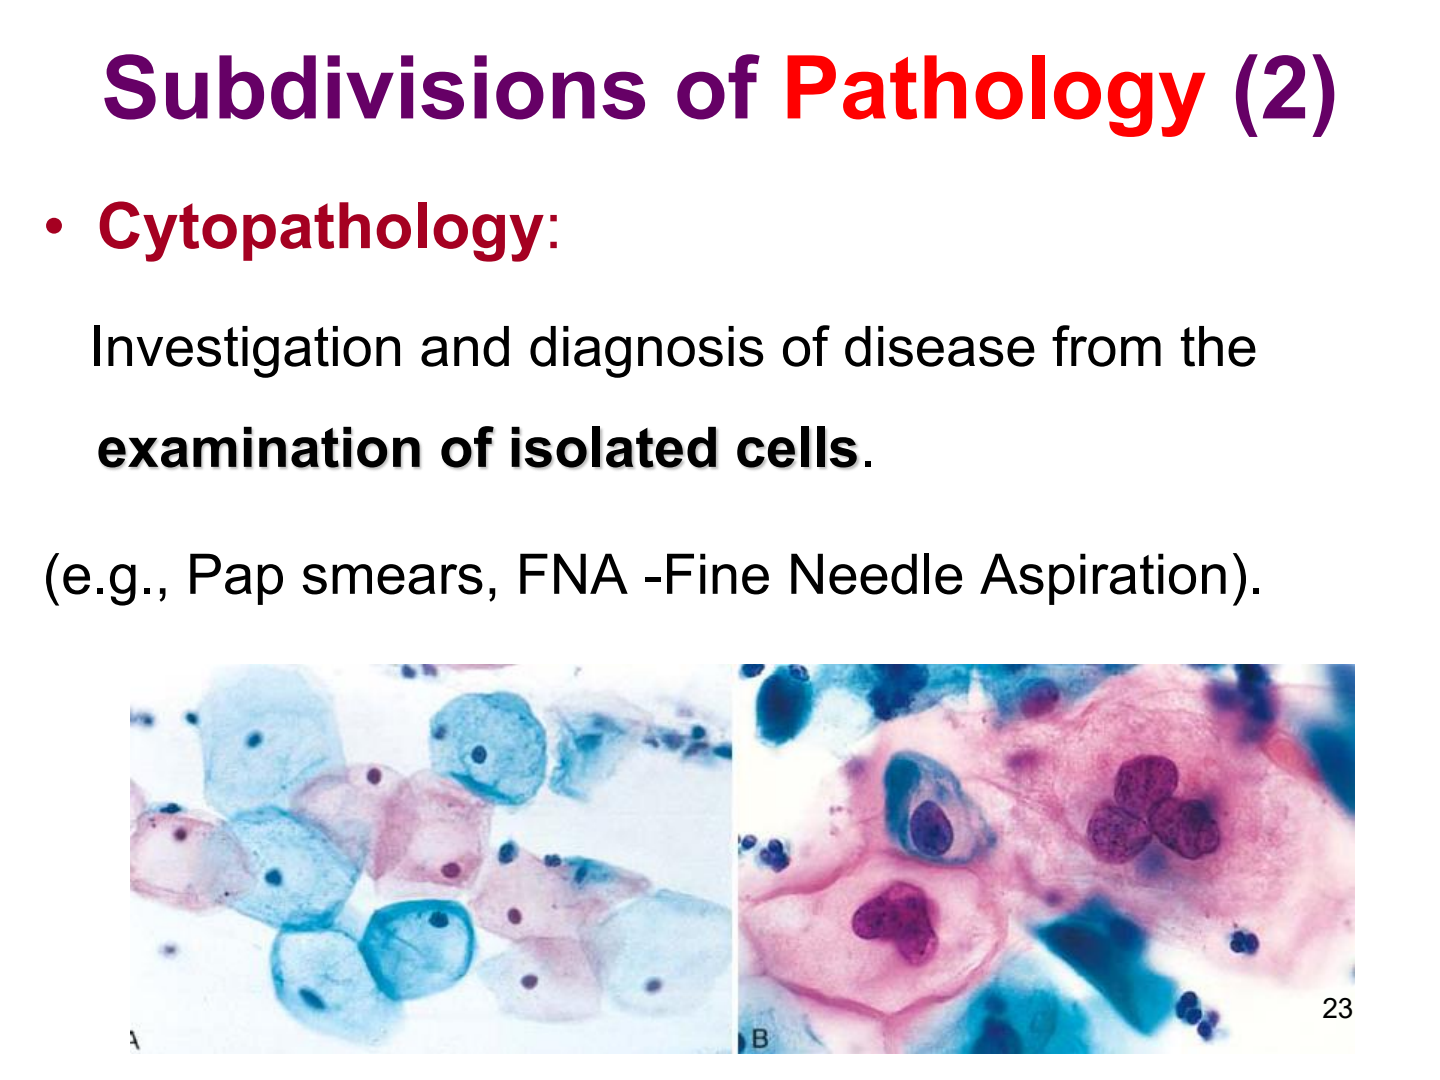 Subdivisions of Pathology (2)
• Cytopathology:
Investigation and diagnosis of disease from the
examination of isolated cells.
(e.g., Pap smears, FNA -Fine Needle Aspiration).
A
B
23